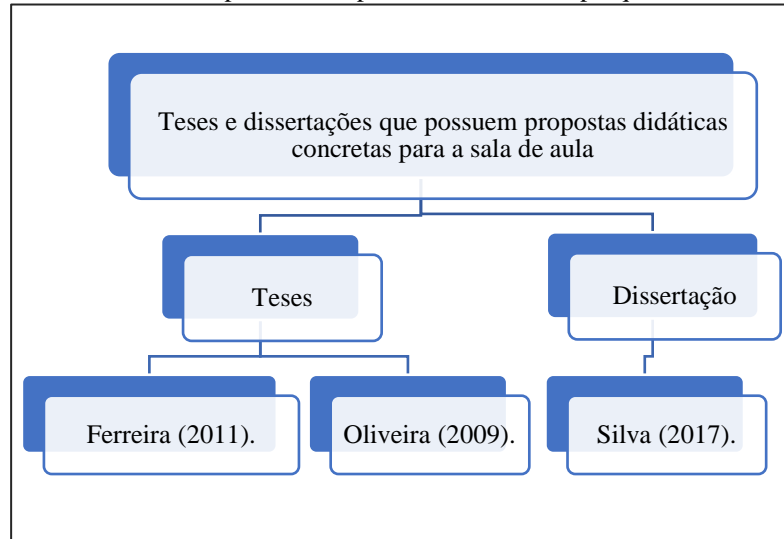 Teses e dissertações que possuem propostas didáticas
concretas para a sala de aula
Teses
Dissertação
Ferreira (2011).
Oliveira (2009).
Silva (2017).